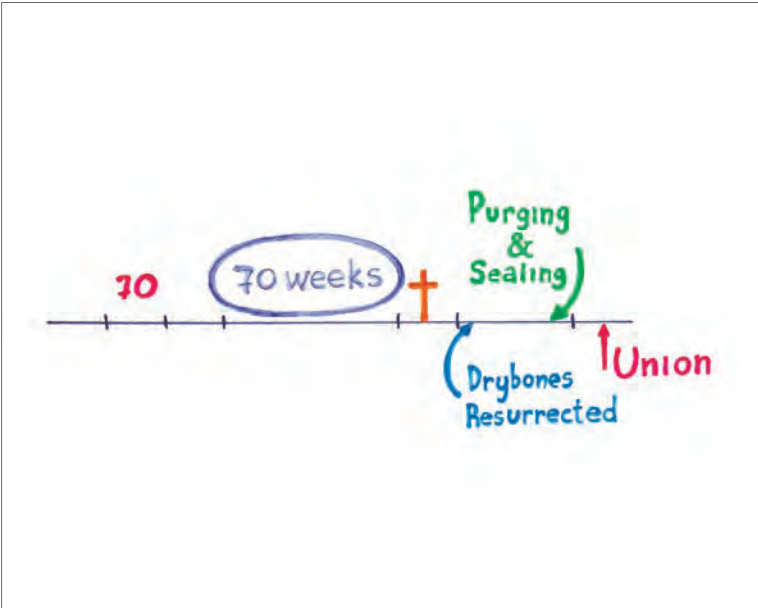 Purging
&
Sealing
70
70 weeks
Union
Drybones
Resurrected